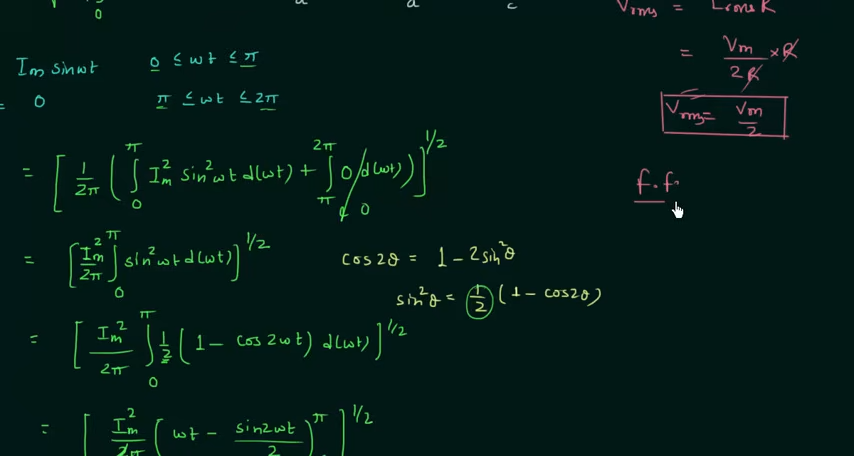 0
a
a
c
Vrms = Irms R
Im sinωt 0 ≤ ωt ≤ π
= 0 π ≤ ωt ≤ 2π
= Vm/2R × R
Vrms = Vm/2
= [ 1/2π ( ∫₀^π Im² sin²ωt d(ωt) + ∫π^2π 0 d(ωt) ) ]^1/2
0
f.f.
= [ Im²/2π ∫₀^π sin²ωt d(ωt) ]^1/2
cos2θ = 1 - 2sin²θ
sin²θ = 1/2 (1 - cos2θ)
= [ Im²/2π ∫₀^π 1/2 (1 - cos2ωt) d(ωt) ]^1/2
= [ Im²/2π ( ωt - sin2ωt/2 )^π ]^1/2